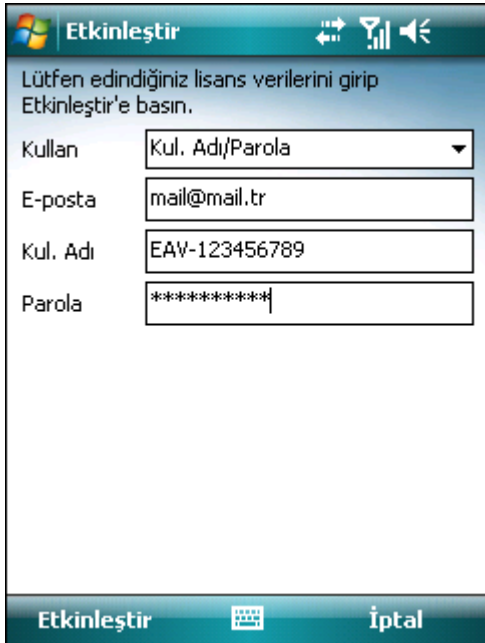 Etkinleştir
Lütfen edindiğiniz lisans verilerini girip
Etkinleştir'e basın.
Kullan Kul. Adı/Parola
E-posta mail@mail.tr
Kul. Adı EAV-123456789
Parola **********
Etkinleştir İptal